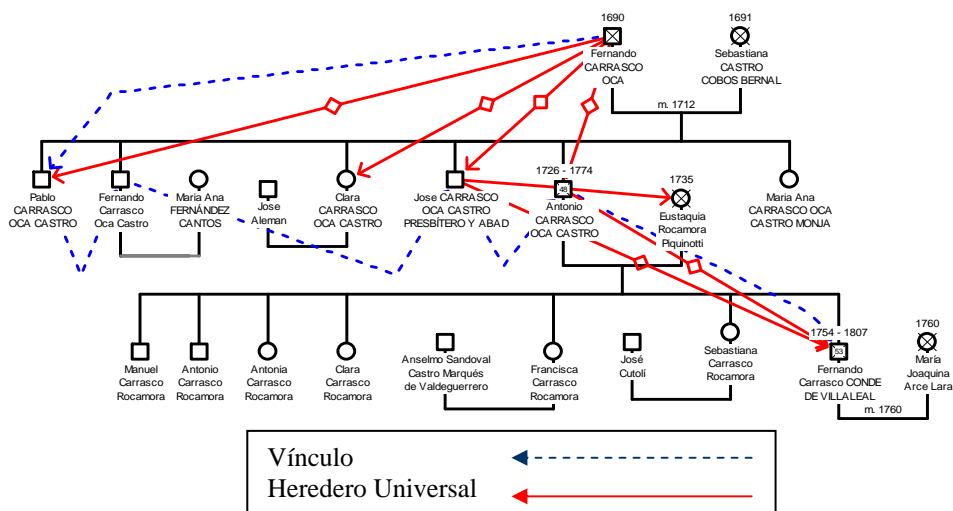 1690
1691
Fernando
CARRASCO
OCA
Sebastiana
CASTRO
COBOS BERNAL
m. 1712
1726 - 1774
1735
48
Pablo
CARRASCO
OCA CASTRO
Fernando
Carrasco
Oca Castro
Maria Ana
FERNÁNDEZ
CANTOS
Jose
Aleman
Clara
CARRASCO
OCA CASTRO
Jose CARRASCO
OCA CASTRO
PRESBÍTERO Y ABAD
Antonio
CARRASCO
OCA CASTRO
Eustaquia
Rocamora
Piquinotti
Maria Ana
CARRASCO OCA
CASTRO MONJA
1754 - 1807
1760
53
Manuel
Carrasco
Rocamora
Antonio
Carrasco
Rocamora
Antonia
Carrasco
Rocamora
Clara
Carrasco
Rocamora
Anselmo Sandoval
Castro Marqués
de Valdeguerrero
Francisca
Carrasco
Rocamora
José
Cutolí
Sebastiana
Carrasco
Rocamora
Fernando
Carrasco CONDE
DE VILLALEAL
María
Joaquina
Arce Lara
m. 1760
Vínculo
Heredero Universal